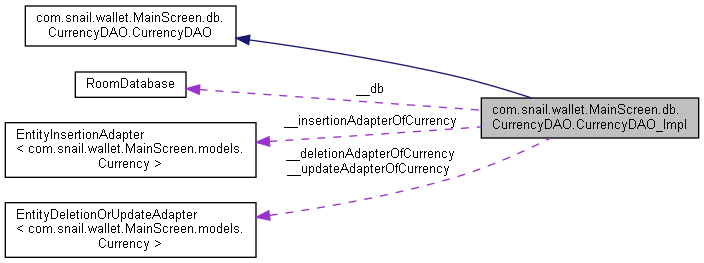 com.snail.wallet.MainScreen.db.
CurrencyDAO.CurrencyDAO
RoomDatabase
__db
com.snail.wallet.MainScreen.db.
CurrencyDAO.CurrencyDAO_Impl
__insertionAdapterOfCurrency
EntityInsertionAdapter
< com.snail.wallet.MainScreen.models.
Currency >
__deletionAdapterOfCurrency
__updateAdapterOfCurrency
EntityDeletionOrUpdateAdapter
< com.snail.wallet.MainScreen.models.
Currency >